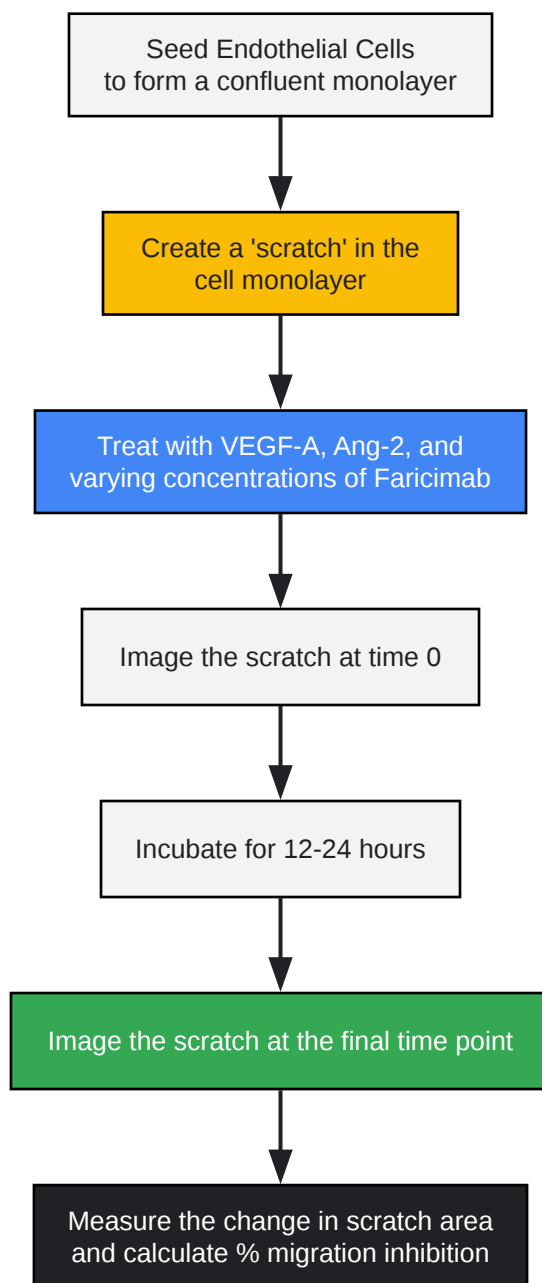 Seed Endothelial Cells
to form a confluent monolayer
Create a 'scratch' in the
cell monolayer
Treat with VEGF-A, Ang-2, and
varying concentrations of Faricimab
Image the scratch at time 0
Incubate for 12-24 hours
Image the scratch at the final time point
Measure the change in scratch area
and calculate % migration inhibition